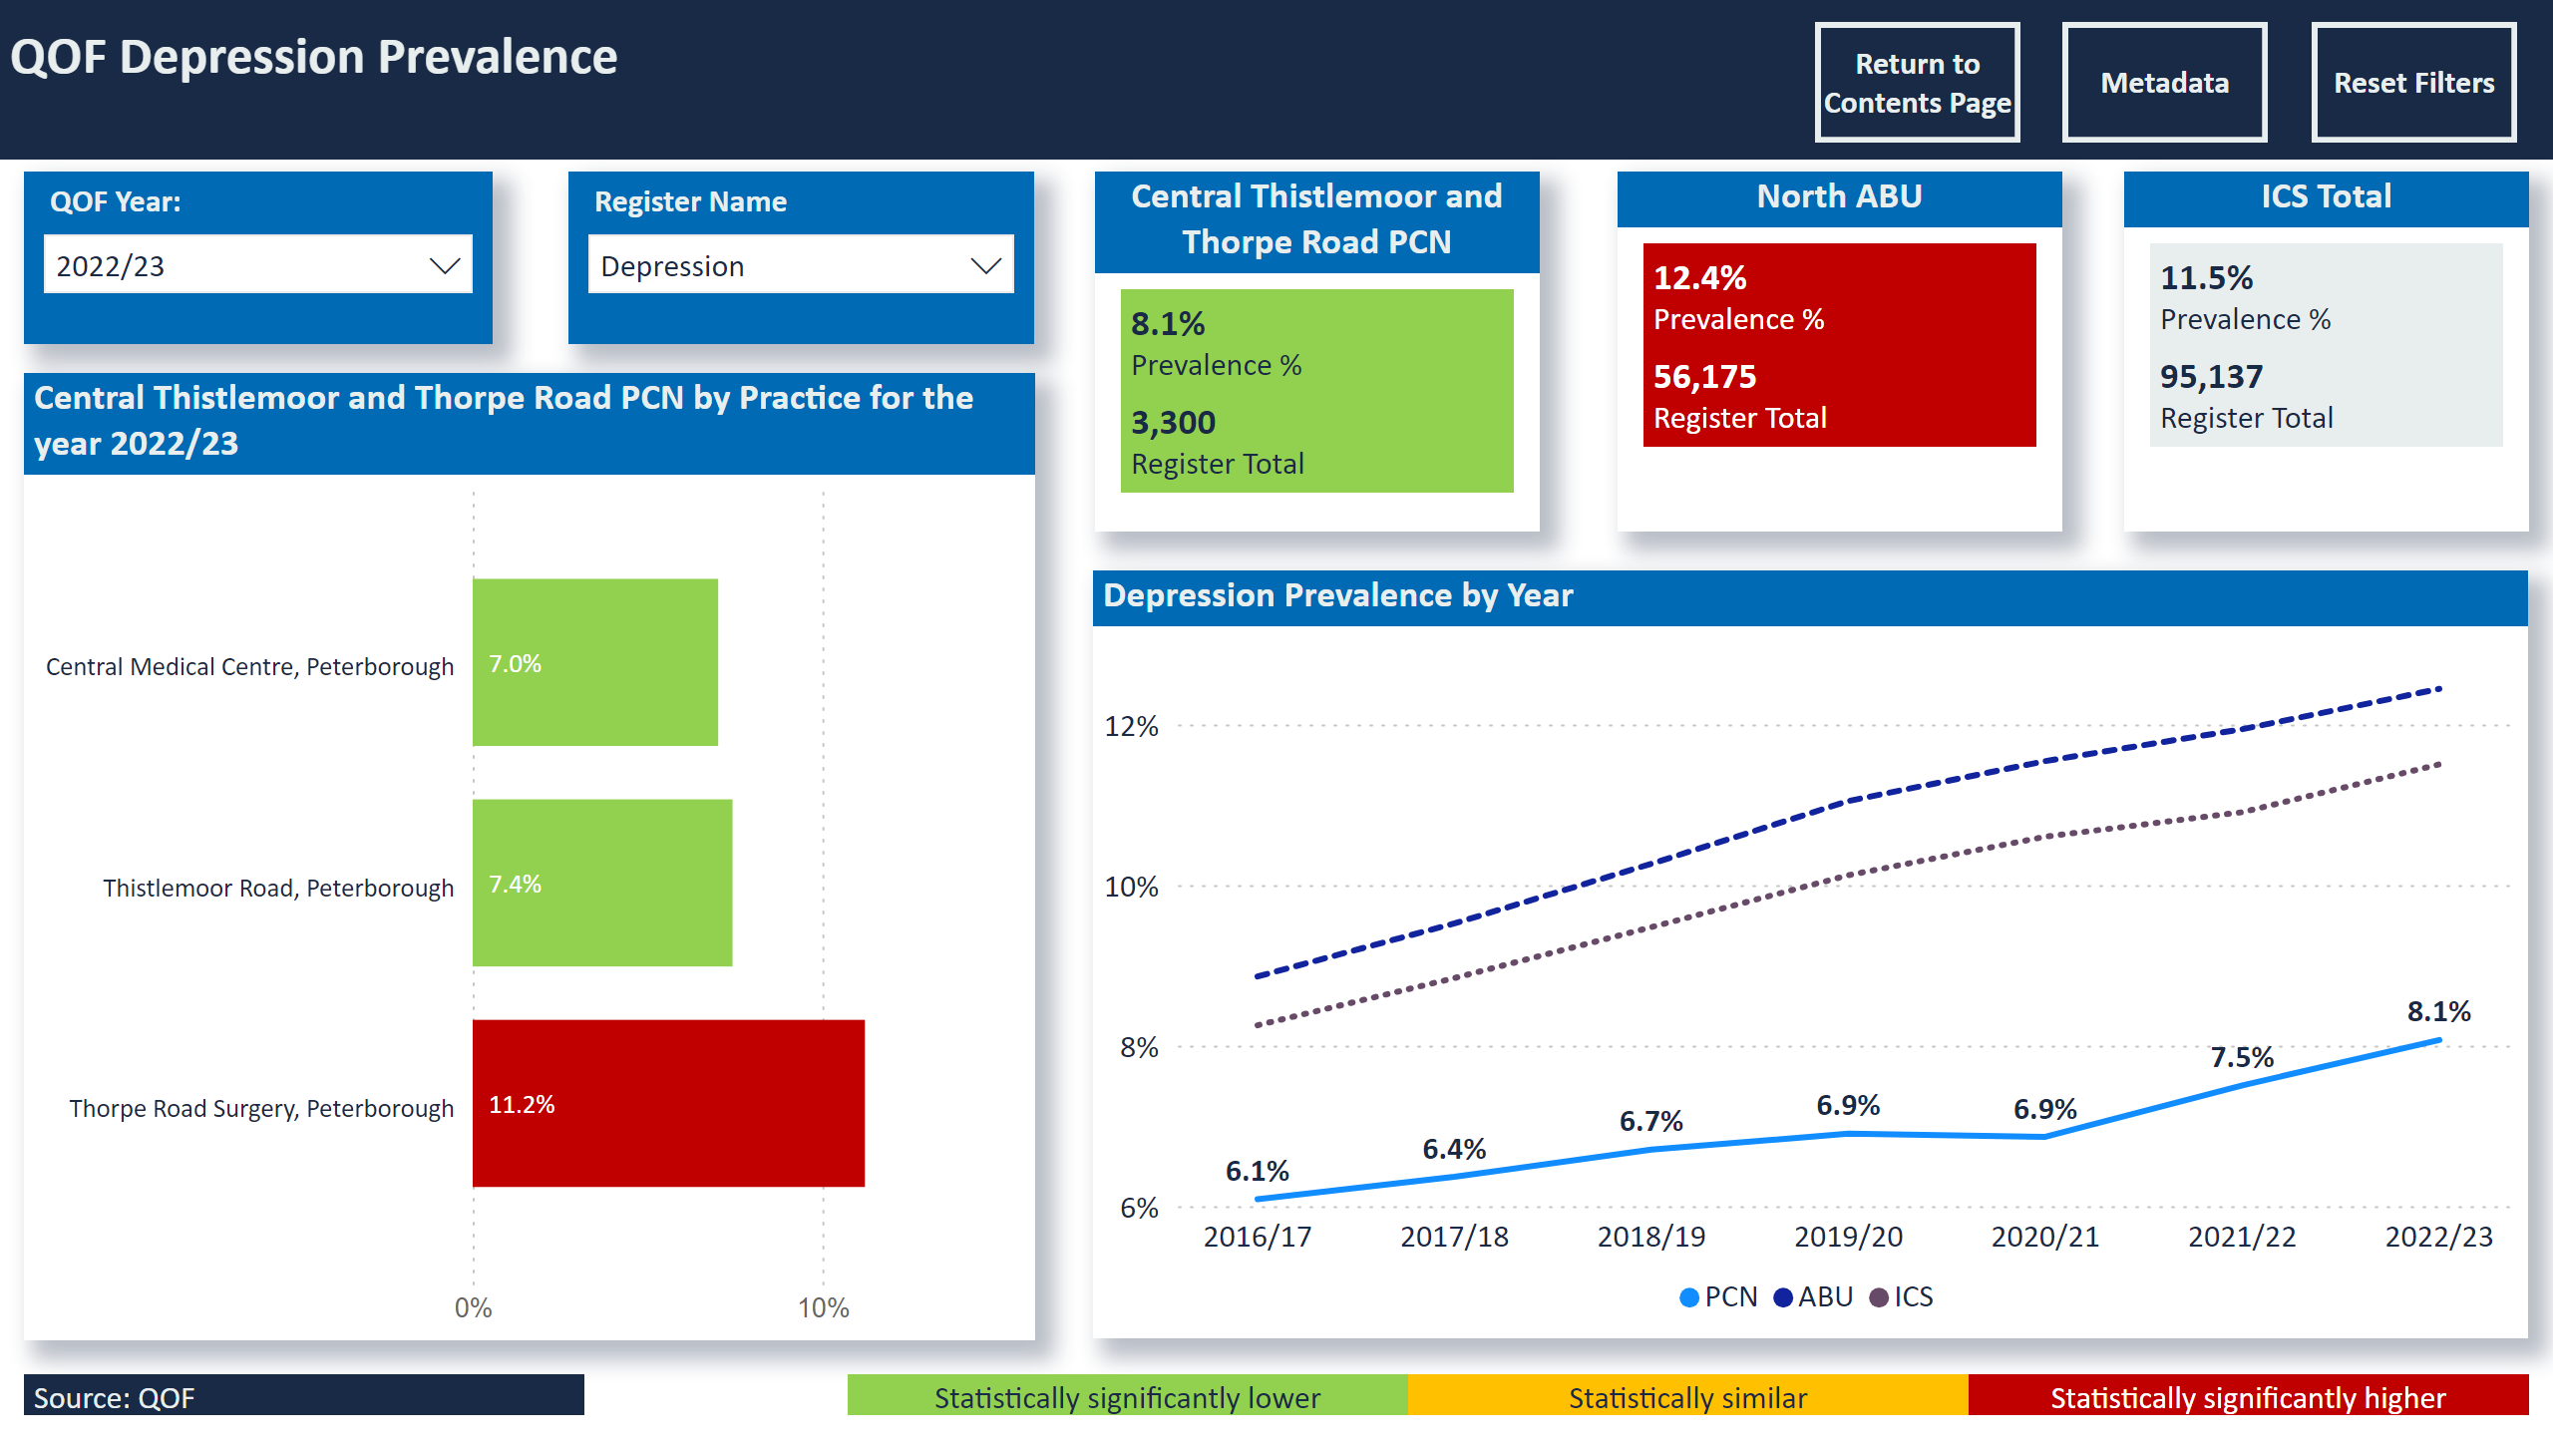 QOF Depression Prevalence
Return to
Contents Page
Metadata
Reset Filters
QOF Year:
2022/23
Register Name
Depression
Central Thistlemoor and
Thorpe Road PCN
8.1%
Prevalence %
3,300
Register Total
North ABU
12.4%
Prevalence %
56,175
Register Total
ICS Total
11.5%
Prevalence %
95,137
Register Total
Central Thistlemoor and Thorpe Road PCN by Practice for the
year 2022/23
Central Medical Centre, Peterborough
7.0%
Thistlemoor Road, Peterborough
7.4%
Thorpe Road Surgery, Peterborough
11.2%
0%
10%
Depression Prevalence by Year
12%
10%
8%
6%
6.1%
6.4%
6.7%
6.9%
6.9%
7.5%
8.1%
2016/17
2017/18
2018/19
2019/20
2020/21
2021/22
2022/23
PCN
ABU
ICS
Source: QOF
Statistically significantly lower
Statistically similar
Statistically significantly higher